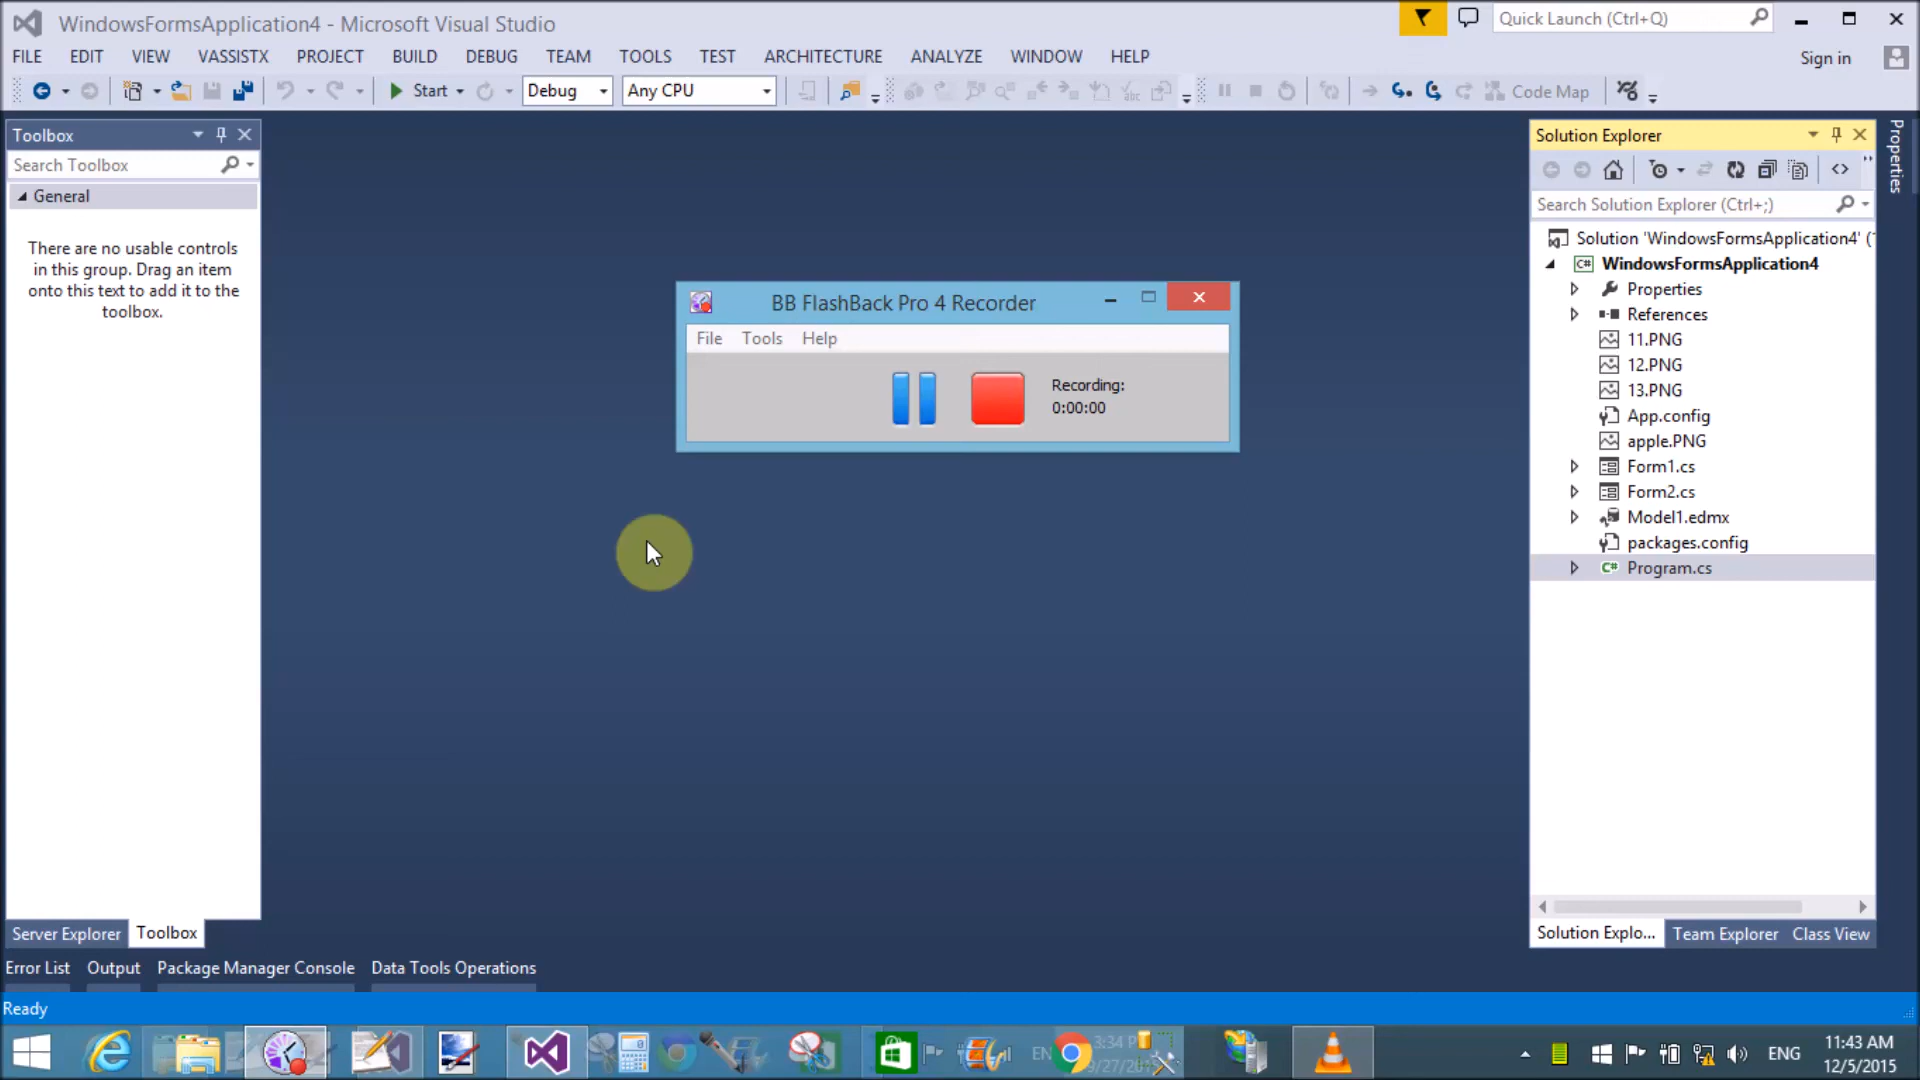 WindowsFormsApplication4 - Microsoft Visual Studio
Quick Launch (Ctrl+Q)
FILE EDIT VIEW VASSISTX PROJECT BUILD DEBUG TEAM TOOLS TEST ARCHITECTURE ANALYZE WINDOW HELP
Sign in
Start Debug Any CPU Code Map
Toolbox
Search Toolbox
General
There are no usable controls
in this group. Drag an item
onto this text to add it to the
toolbox.
Server Explorer Toolbox
BB FlashBack Pro 4 Recorder
File Tools Help
Recording:
0:00:00
Solution Explorer
Search Solution Explorer (Ctrl+;)
Solution 'WindowsFormsApplication4' (
C# WindowsFormsApplication4
Properties
References
11.PNG
12.PNG
13.PNG
App.config
apple.PNG
Form1.cs
Form2.cs
Model1.edmx
packages.config
C# Program.cs
Solution Explo... Team Explorer Class View
Properties
Error List Output Package Manager Console Data Tools Operations
Ready
EN
3:34 P
ENG
11:43 AM
12/5/2015